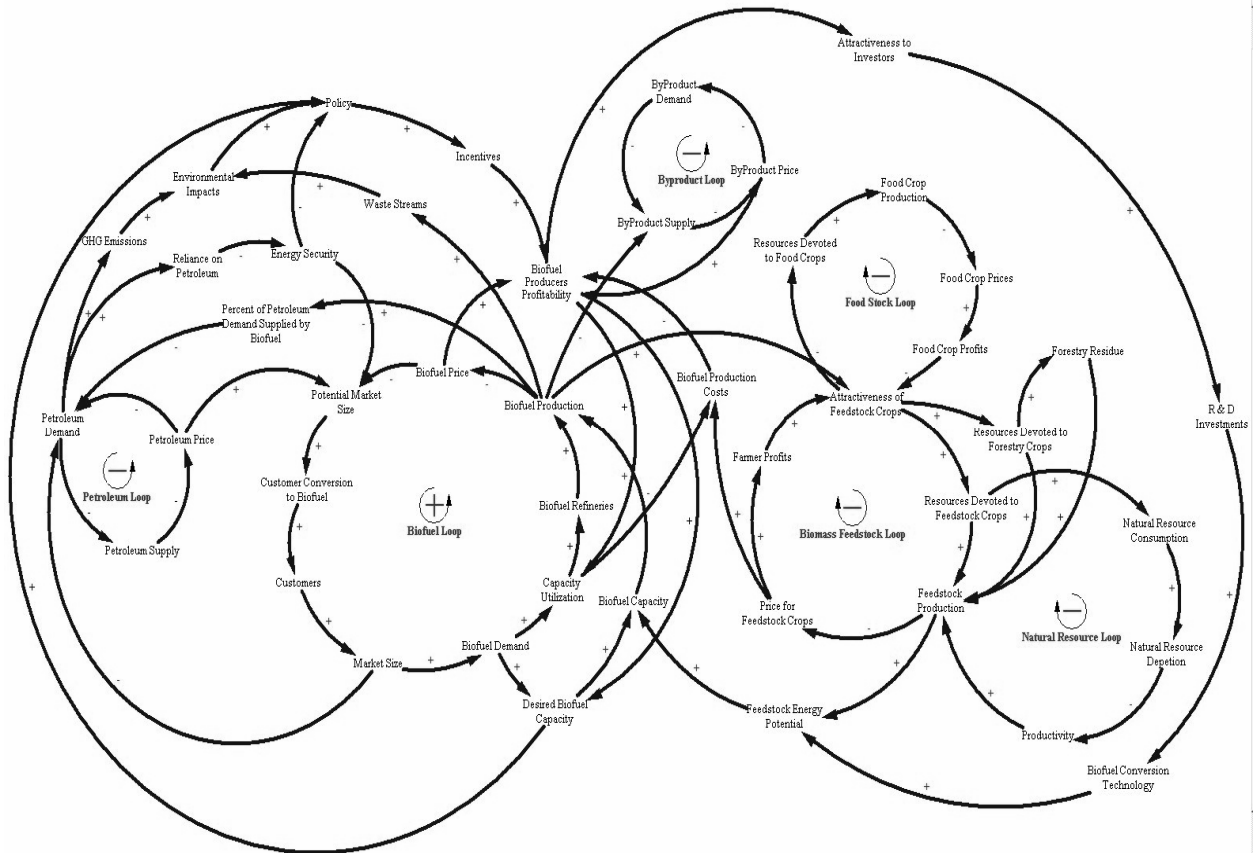 Attractiveness to
Investors
ByProduct
Demand
Policy
Incentives
Byproduct Loop
ByProduct Price
Environmental
Impacts
Waste Streams
Food Crop
Production
ByProduct Supply
GHG Emissions
Resources Devoted
to Food Crops
Reliance on
Petroleum
Energy Security
Biofuel
Producers
Profitability
Food Crop Prices
Food Stock Loop
Percent of Petroleum
Demand Supplied by
Biofuel
Food Crop Profits
Forestry Residue
Biofuel Price
Biofuel Production
Costs
Potential Market
Size
Biofuel Production
Attractiveness of
Feedstock Crops
R & D
Investments
Petroleum
Demand
Petroleum Price
Resources Devoted to
Forestry Crops
Farmer Profits
Petroleum Loop
Customer Conversion
to Biofuel
Biofuel Refineries
Resources Devoted to
Feedstock Crops
Biofuel Loop
Biomass Feedstock Loop
Natural Resource
Consumption
Petroleum Supply
Customers
Capacity
Utilization
Biofuel Capacity
Price for
Feedstock Crops
Feedstock
Production
Natural Resource Loop
Biofuel Demand
Market Size
Natural Resource
Depetion
Desired Biofuel
Capacity
Feedstock Energy
Potential
Productivity
Biofuel Conversion
Technology